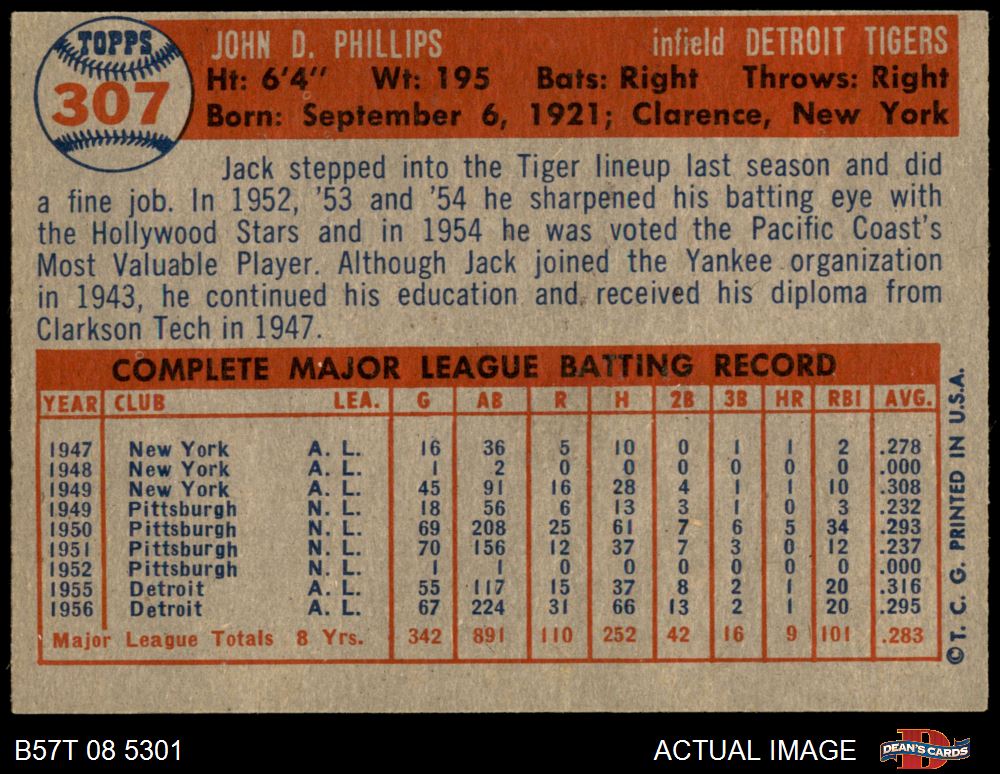 TOPPS
307
JOHN D. PHILLIPS infield DETROIT TIGERS
Ht: 6'4" Wt: 195 Bats: Right Throws: Right
Born: September 6, 1921; Clarence, New York
Jack stepped into the Tiger lineup last season and did
a fine job. In 1952, '53 and '54 he sharpened his batting eye with
the Hollywood Stars and in 1954 he was voted the Pacific Coast's
Most Valuable Player. Although Jack joined the Yankee organization
in 1943, he continued his education and received his diploma from
Clarkson Tech in 1947.
COMPLETE MAJOR LEAGUE BATTING RECORD
YEAR CLUB LEA. G AB R H 2B 3B HR RBI AVG.
1947 New York A. L. 16 36 5 10 0 1 1 2 .278
1948 New York A. L. 1 2 0 0 0 0 0 0 .000
1949 New York A. L. 45 91 16 28 4 1 1 10 .308
1949 Pittsburgh N. L. 18 56 6 13 3 1 0 3 .232
1950 Pittsburgh N. L. 69 208 25 61 7 6 5 34 .293
1951 Pittsburgh N. L. 70 156 12 37 7 3 0 12 .237
1952 Pittsburgh N. L. 1 1 0 0 0 0 0 0 .000
1955 Detroit A. L. 55 117 15 37 8 2 1 20 .316
1956 Detroit A. L. 67 224 31 66 13 2 1 20 .295
Major League Totals 8 Yrs. 342 891 110 252 42 16 9 101 .283
© T. C. G. PRINTED IN U.S.A.
B57T 08 5301 ACTUAL IMAGE DEAN'S CARDS